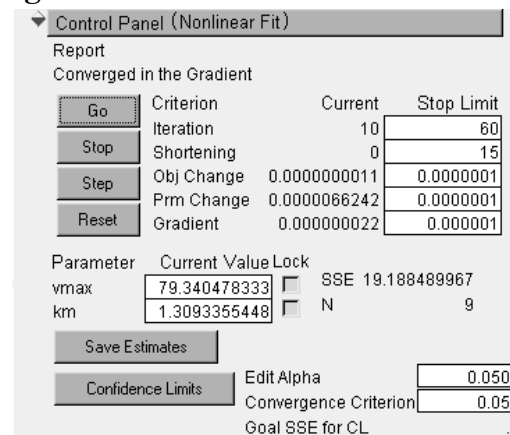 Control Panel (Nonlinear Fit)
Report
Converged in the Gradient
Go
Criterion Current Stop Limit
Iteration 10 60
Stop
Shortening 0 15
Step
Obj Change 0.0000000011 0.0000001
Prm Change 0.0000066242 0.0000001
Reset
Gradient 0.000000022 0.000001
Parameter Current Value Lock
vmax 79.340478333 SSE 19.188489967
km 1.3093355448 N 9
Save Estimates
Confidence Limits
Edit Alpha 0.050
Convergence Criterion 0.05
Goal SSE for CL .